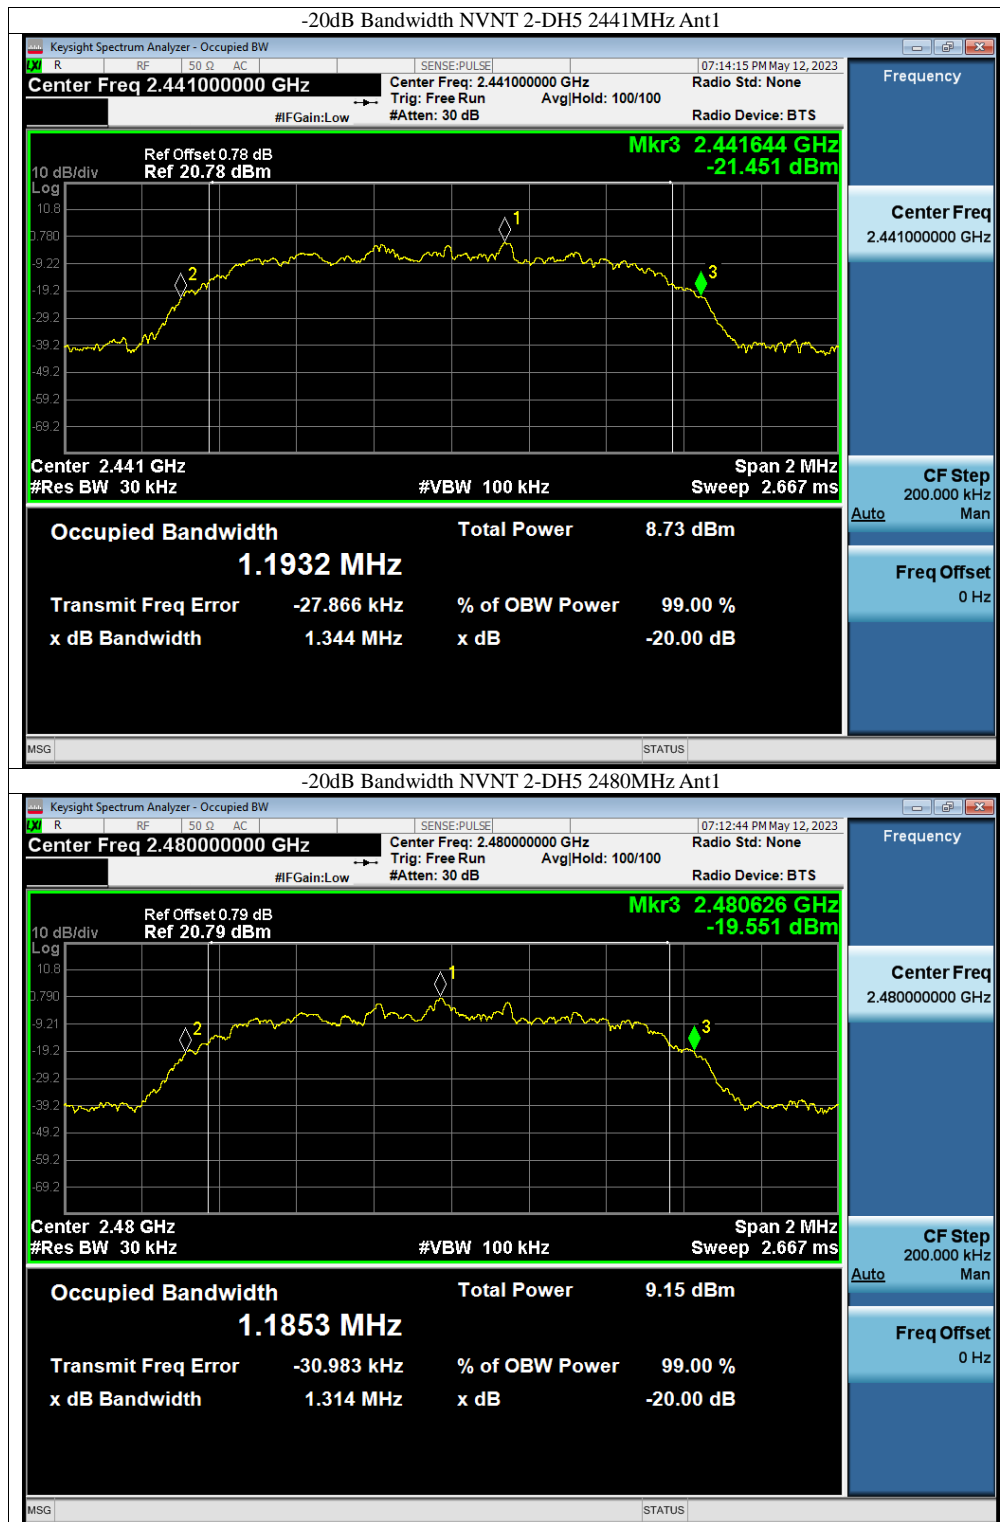 -20dB Bandwidth NVNT 2-DH5 2441MHz Ant1
Keysight Spectrum Analyzer - Occupied BW
LXI R RF 50 Ω AC SENSE:PULSE 07:14:15 PM May 12, 2023
Center Freq 2.441000000 GHz
Center Freq: 2.441000000 GHz Radio Std: None
Trig: Free Run Avg|Hold: 100/100
#IFGain:Low #Atten: 30 dB Radio Device: BTS
Frequency
Mkr3 2.441644 GHz
-21.451 dBm
Ref Offset 0.78 dB
10 dB/div Ref 20.78 dBm
Log
10.8
0.780
-9.22
-19.2
-29.2
-39.2
-49.2
-59.2
-69.2
1
2
3
Center Freq
2.441000000 GHz
Center 2.441 GHz Span 2 MHz
#Res BW 30 kHz #VBW 100 kHz Sweep 2.667 ms
CF Step
200.000 kHz
Auto Man
Occupied Bandwidth Total Power 8.73 dBm
1.1932 MHz
Transmit Freq Error -27.866 kHz % of OBW Power 99.00 %
x dB Bandwidth 1.344 MHz x dB -20.00 dB
Freq Offset
0 Hz
MSG STATUS
-20dB Bandwidth NVNT 2-DH5 2480MHz Ant1
Keysight Spectrum Analyzer - Occupied BW
LXI R RF 50 Ω AC SENSE:PULSE 07:12:44 PM May 12, 2023
Center Freq 2.480000000 GHz
Center Freq: 2.480000000 GHz Radio Std: None
Trig: Free Run Avg|Hold: 100/100
#IFGain:Low #Atten: 30 dB Radio Device: BTS
Frequency
Mkr3 2.480626 GHz
-19.551 dBm
Ref Offset 0.79 dB
10 dB/div Ref 20.79 dBm
Log
10.8
0.790
-9.21
-19.2
-29.2
-39.2
-49.2
-59.2
-69.2
1
2
3
Center Freq
2.480000000 GHz
Center 2.48 GHz Span 2 MHz
#Res BW 30 kHz #VBW 100 kHz Sweep 2.667 ms
CF Step
200.000 kHz
Auto Man
Occupied Bandwidth Total Power 9.15 dBm
1.1853 MHz
Transmit Freq Error -30.983 kHz % of OBW Power 99.00 %
x dB Bandwidth 1.314 MHz x dB -20.00 dB
Freq Offset
0 Hz
MSG STATUS